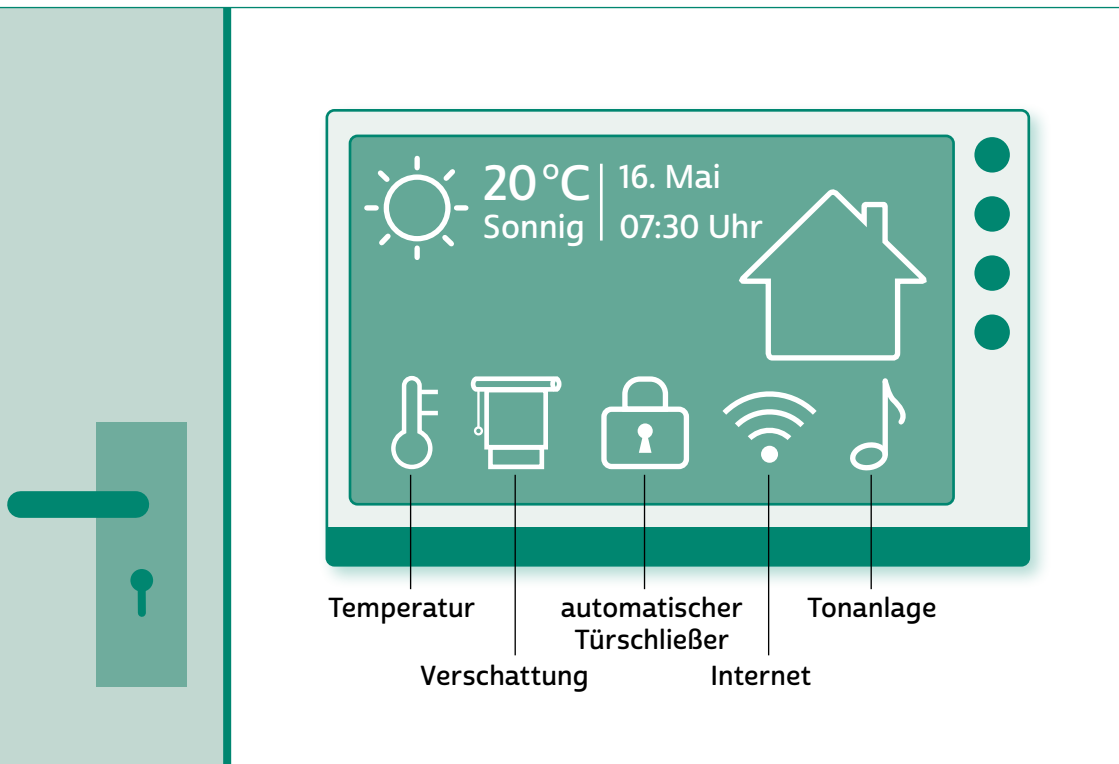 20 °C
Sonnig
16. Mai
07:30 Uhr
Temperatur
Verschattung
automatischer
Türschließer
Internet
Tonanlage